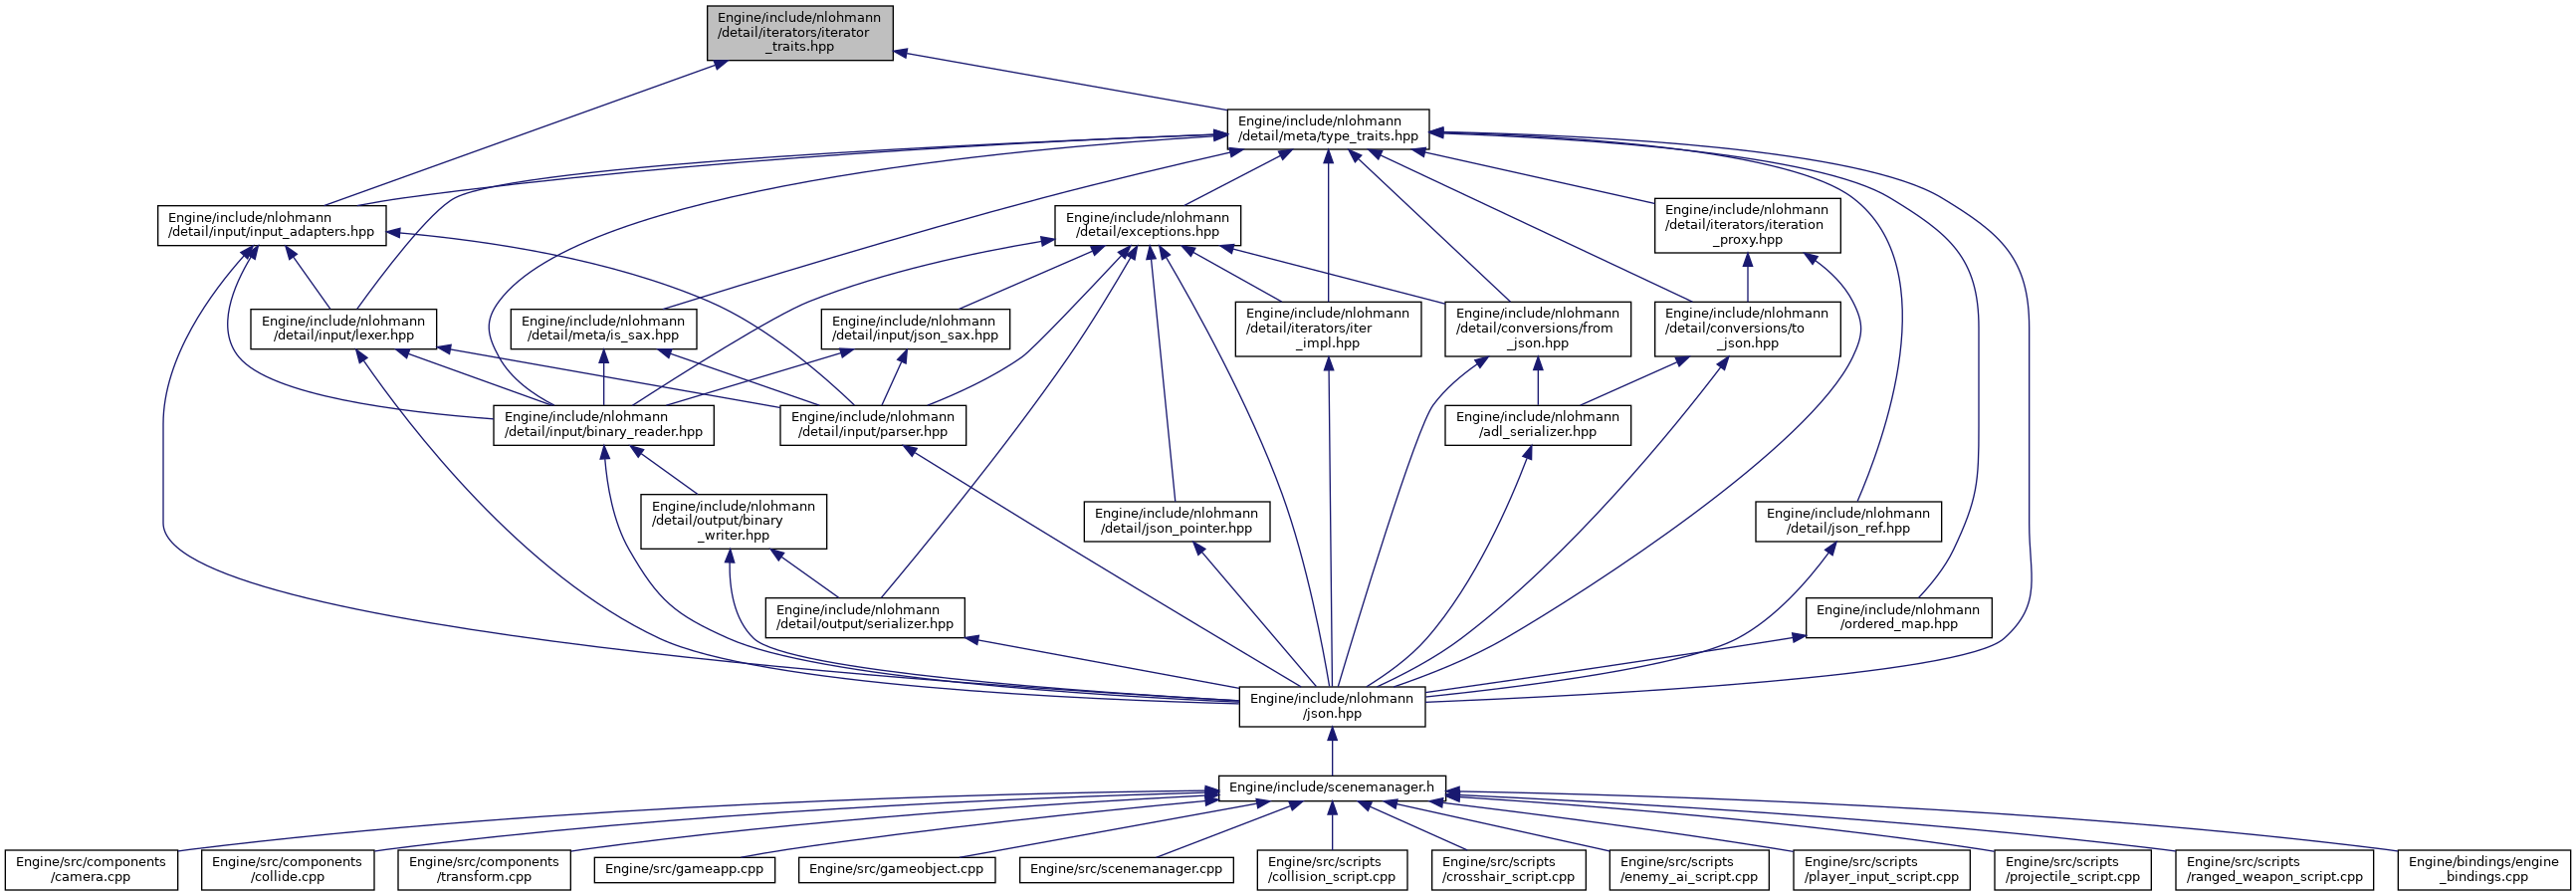 Engine/include/nlohmann
/detail/iterators/iterator
_traits.hpp
Engine/include/nlohmann
/detail/meta/type_traits.hpp
Engine/include/nlohmann
/detail/input/input_adapters.hpp
Engine/include/nlohmann
/detail/exceptions.hpp
Engine/include/nlohmann
/detail/iterators/iteration
_proxy.hpp
Engine/include/nlohmann
/detail/input/lexer.hpp
Engine/include/nlohmann
/detail/meta/is_sax.hpp
Engine/include/nlohmann
/detail/input/json_sax.hpp
Engine/include/nlohmann
/detail/iterators/iter
_impl.hpp
Engine/include/nlohmann
/detail/conversions/from
_json.hpp
Engine/include/nlohmann
/detail/conversions/to
_json.hpp
Engine/include/nlohmann
/detail/input/binary_reader.hpp
Engine/include/nlohmann
/detail/input/parser.hpp
Engine/include/nlohmann
/adl_serializer.hpp
Engine/include/nlohmann
/detail/output/binary
_writer.hpp
Engine/include/nlohmann
/detail/json_pointer.hpp
Engine/include/nlohmann
/detail/json_ref.hpp
Engine/include/nlohmann
/detail/output/serializer.hpp
Engine/include/nlohmann
/ordered_map.hpp
Engine/include/nlohmann
/json.hpp
Engine/include/scenemanager.h
Engine/src/components
/camera.cpp
Engine/src/components
/collide.cpp
Engine/src/components
/transform.cpp
Engine/src/gameapp.cpp
Engine/src/gameobject.cpp
Engine/src/scenemanager.cpp
Engine/src/scripts
/collision_script.cpp
Engine/src/scripts
/crosshair_script.cpp
Engine/src/scripts
/enemy_ai_script.cpp
Engine/src/scripts
/player_input_script.cpp
Engine/src/scripts
/projectile_script.cpp
Engine/src/scripts
/ranged_weapon_script.cpp
Engine/bindings/engine
_bindings.cpp